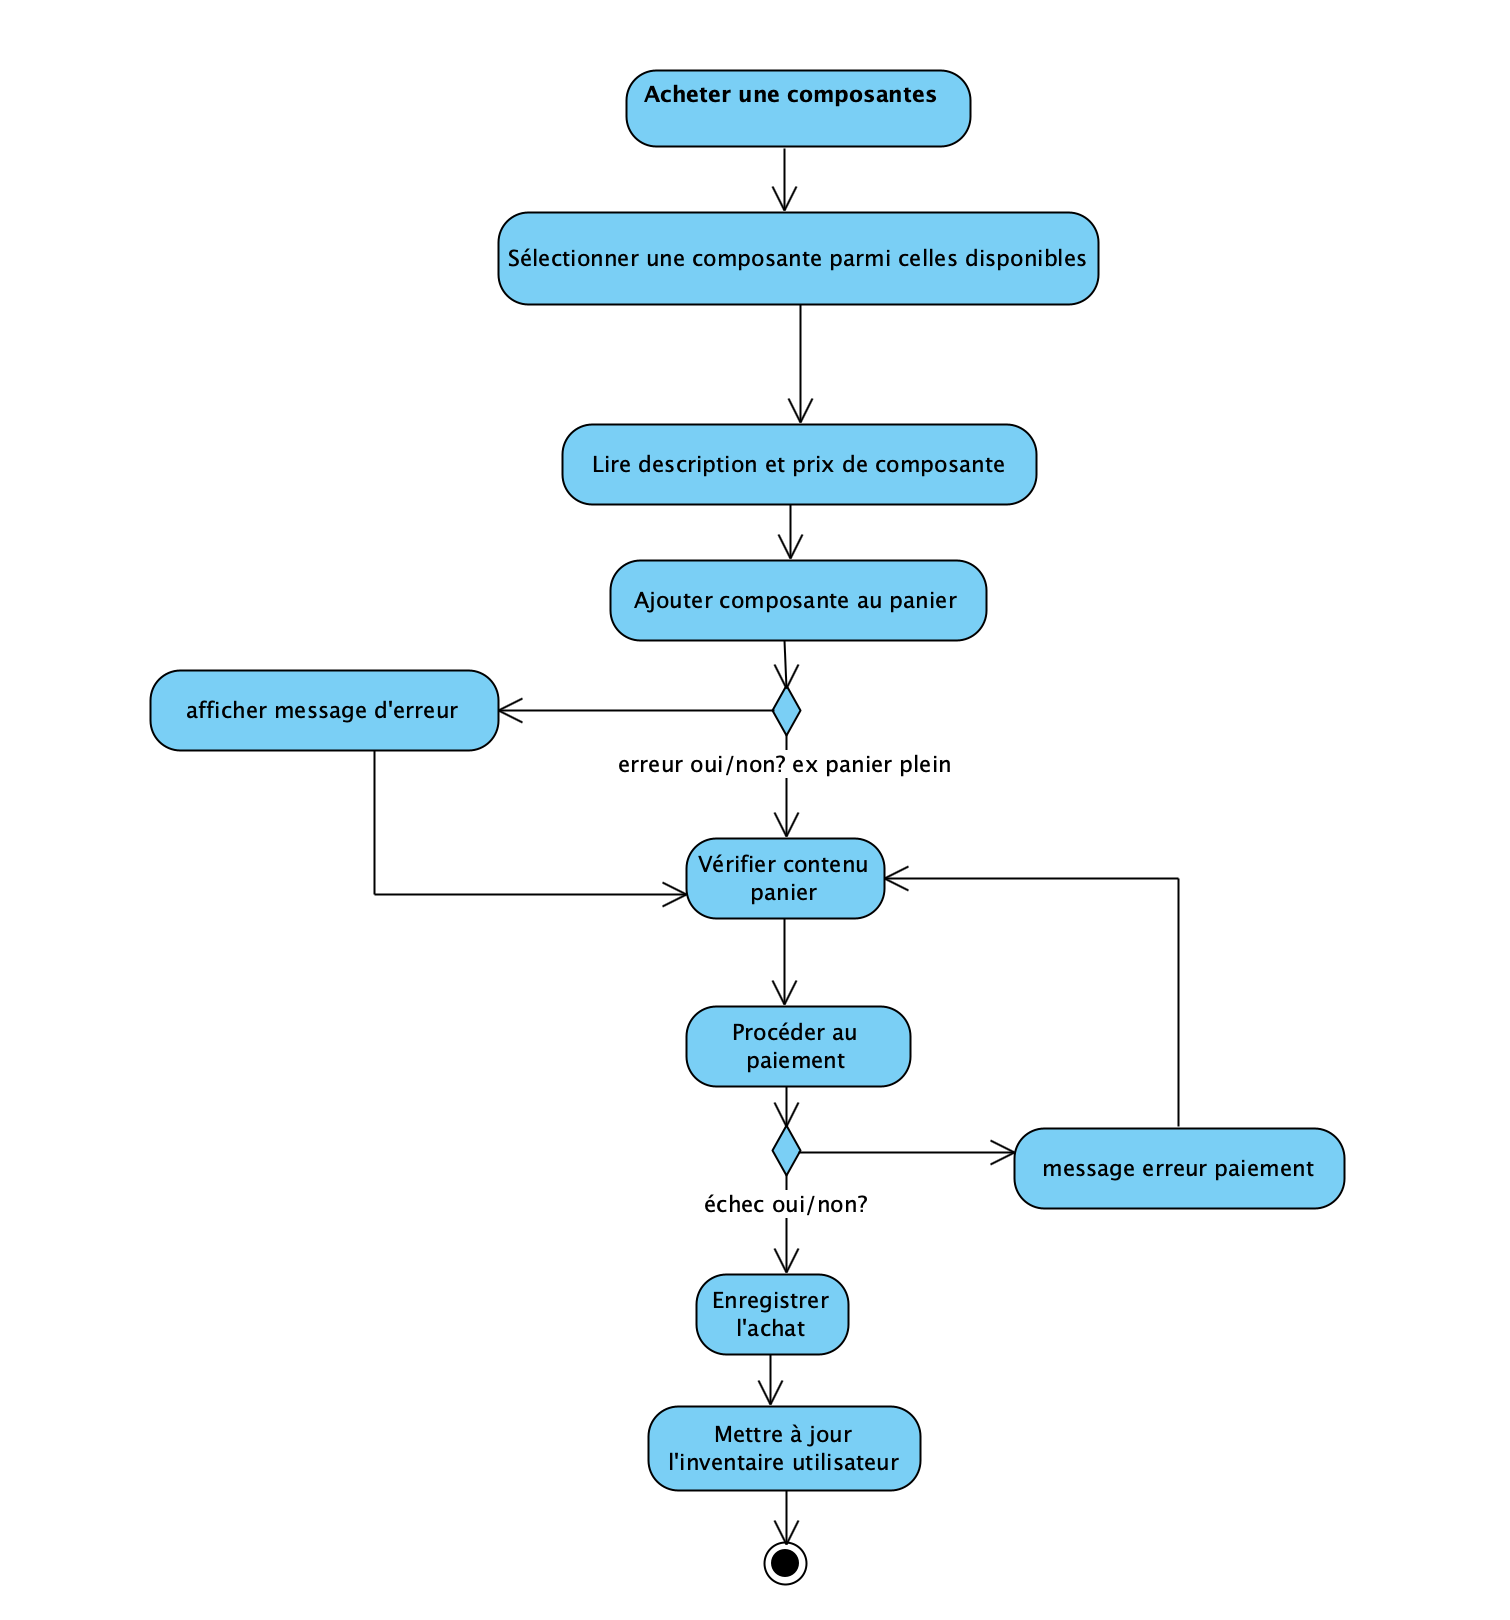 Acheter une composantes
Sélectionner une composante parmi celles disponibles
Lire description et prix de composante
Ajouter composante au panier
afficher message d'erreur
erreur oui/non? ex panier plein
Vérifier contenu
panier
Procéder au
paiement
message erreur paiement
échec oui/non?
Enregistrer
l'achat
Mettre à jour
l'inventaire utilisateur